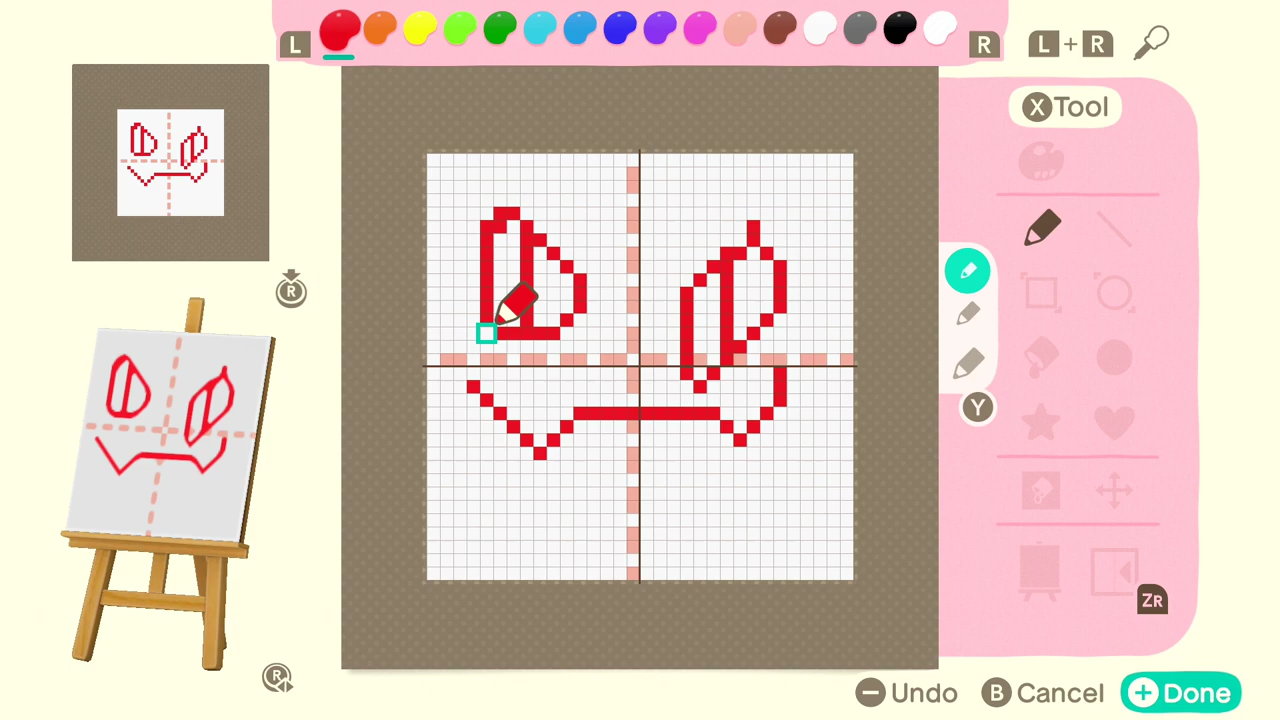 L
R
L + R
X Tool
R
Y
ZR
R
− Undo
B Cancel
+ Done